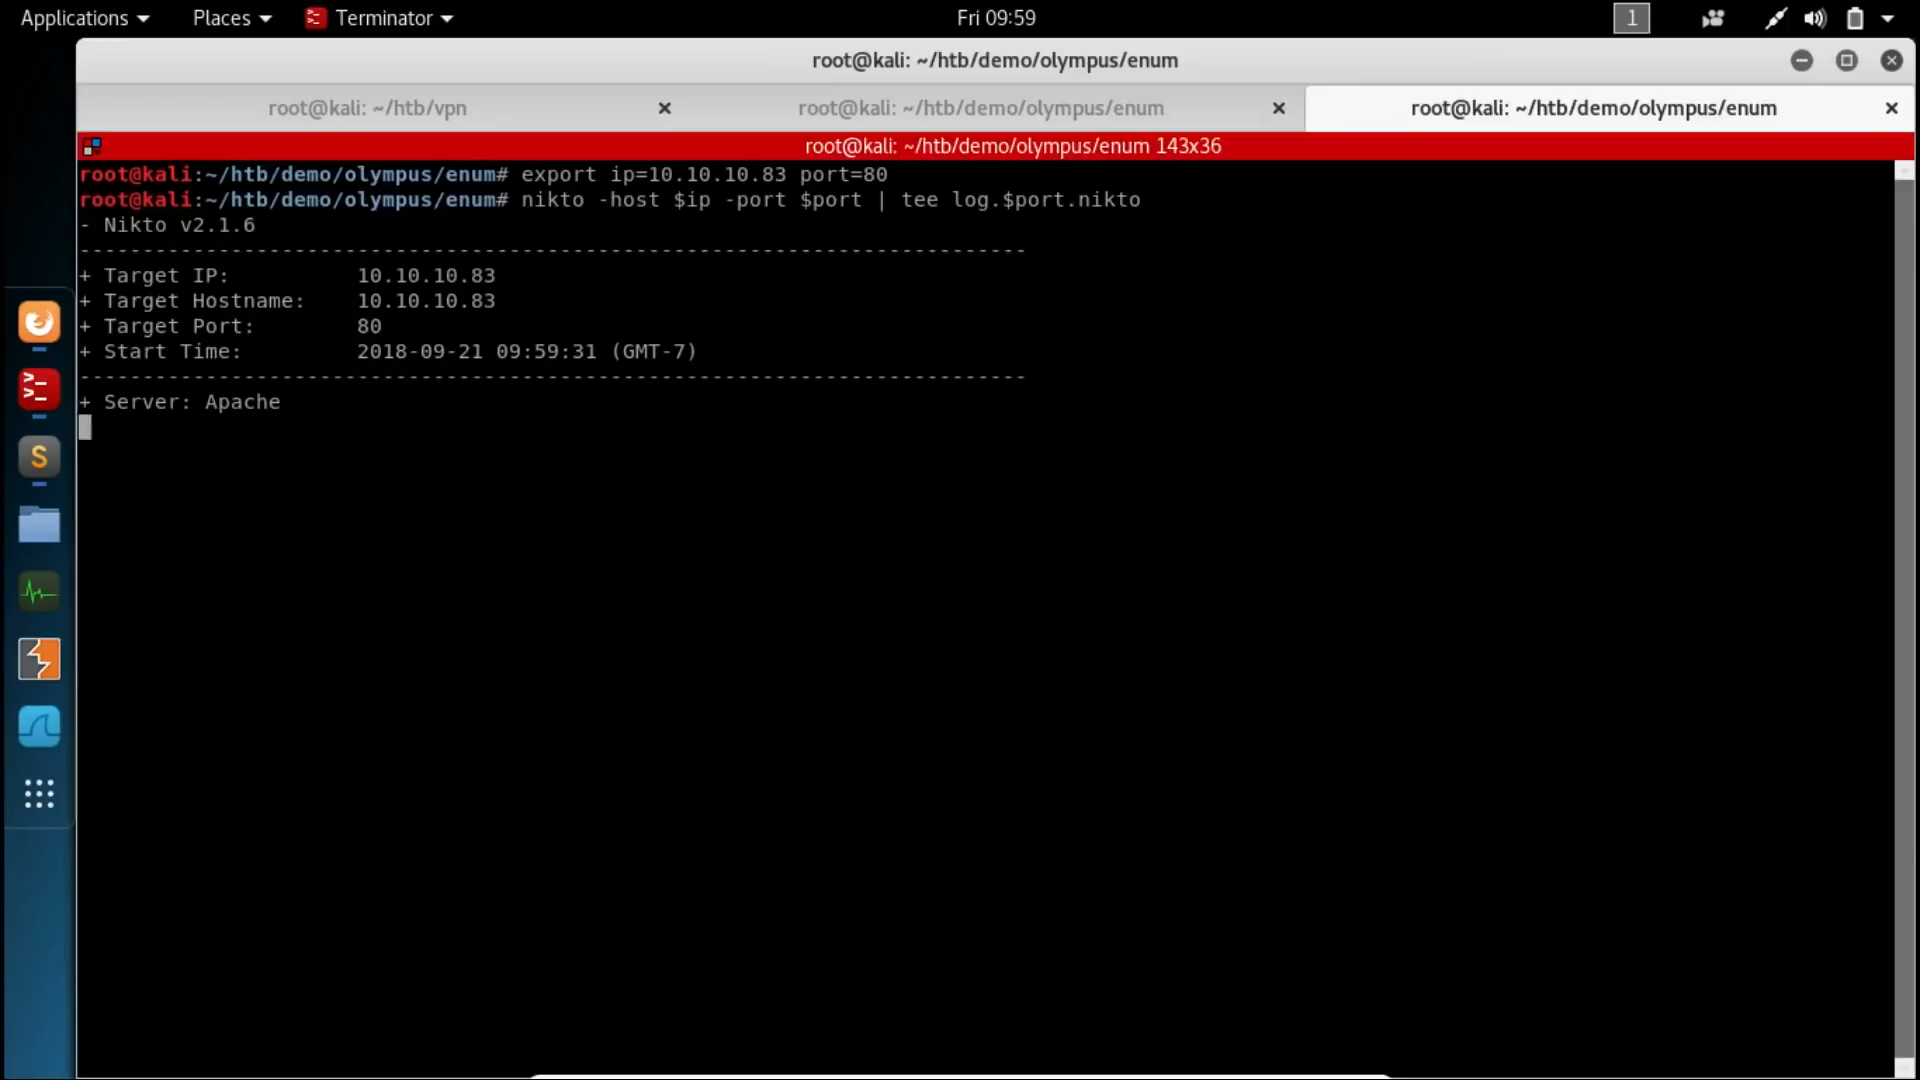 Applications Places Terminator Fri 09:59 1
root@kali: ~/htb/demo/olympus/enum
root@kali: ~/htb/vpn root@kali: ~/htb/demo/olympus/enum root@kali: ~/htb/demo/olympus/enum
root@kali: ~/htb/demo/olympus/enum 143x36
root@kali:~/htb/demo/olympus/enum# export ip=10.10.10.83 port=80
root@kali:~/htb/demo/olympus/enum# nikto -host $ip -port $port | tee log.$port.nikto
- Nikto v2.1.6
---------------------------------------------------------------------------
+ Target IP:          10.10.10.83
+ Target Hostname:    10.10.10.83
+ Target Port:        80
+ Start Time:         2018-09-21 09:59:31 (GMT-7)
---------------------------------------------------------------------------
+ Server: Apache